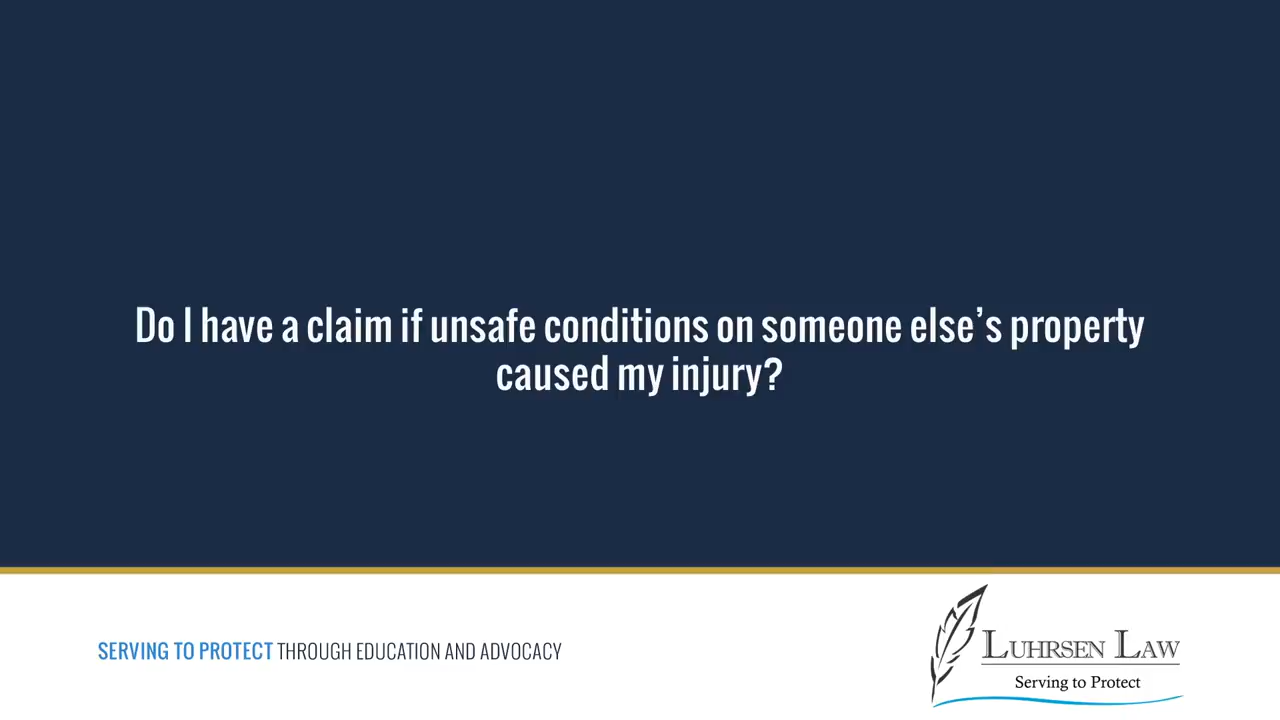 Do I have a claim if unsafe conditions on someone else’s property
caused my injury?
SERVING TO PROTECT THROUGH EDUCATION AND ADVOCACY
LUHRSEN LAW
Serving to Protect